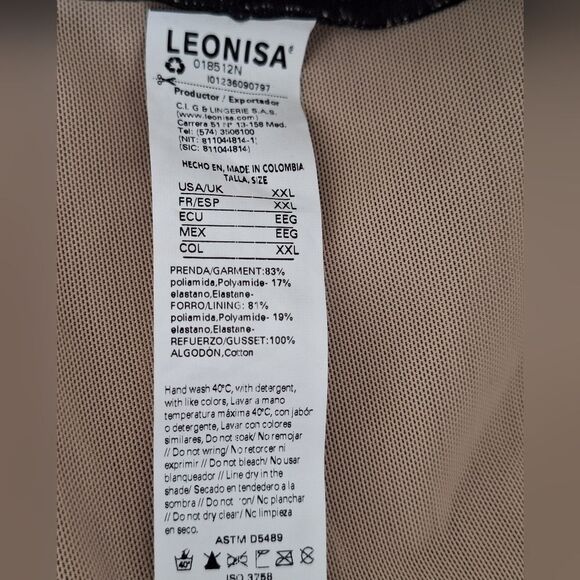 LEONISA
018512N
I01236090797
Productor / Exportador
C.I. G & LINGERIE S.A.S.
(www.leonisa.com)
Carrera 51 N° 13-158 Med.
Tel: (574) 3506100
(NIT: 811044814-1)
(SIC: 811044814)
HECHO EN, MADE IN COLOMBIA
TALLA, SIZE
USA/UK XXL
FR/ESP XXL
ECU EEG
MEX EEG
COL XXL
PRENDA/GARMENT:83%
poliamida,Polyamide- 17%
elastano,Elastane-
FORRO/LINING: 81%
poliamida,Polyamide- 19%
elastano,Elastane-
REFUERZO/GUSSET:100%
ALGODÓN,Cotton
Hand wash 40°C, with detergent,
with like colors, Lavar a mano
temperatura máxima 40°C, con jabón
o detergente, Lavar con colores
similares, Do not soak/ No remojar
// Do not wring/ No retorcer ni
exprimir // Do not bleach/ No usar
blanqueador // Line dry in the
shade/ Secado en tendedero a la
sombra // Do not iron/ No planchar
// Do not dry clear/ No limpieza
en seco.
ASTM D5489
40°
ISO 3758